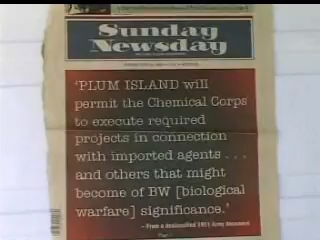 Sunday
Newsday
'PLUM ISLAND will
permit the Chemical Corps
to execute required
projects in connection
with imported agents . . .
and others that might
become of BW [biological
warfare] significance.'
– From a declassified 1951 Army document